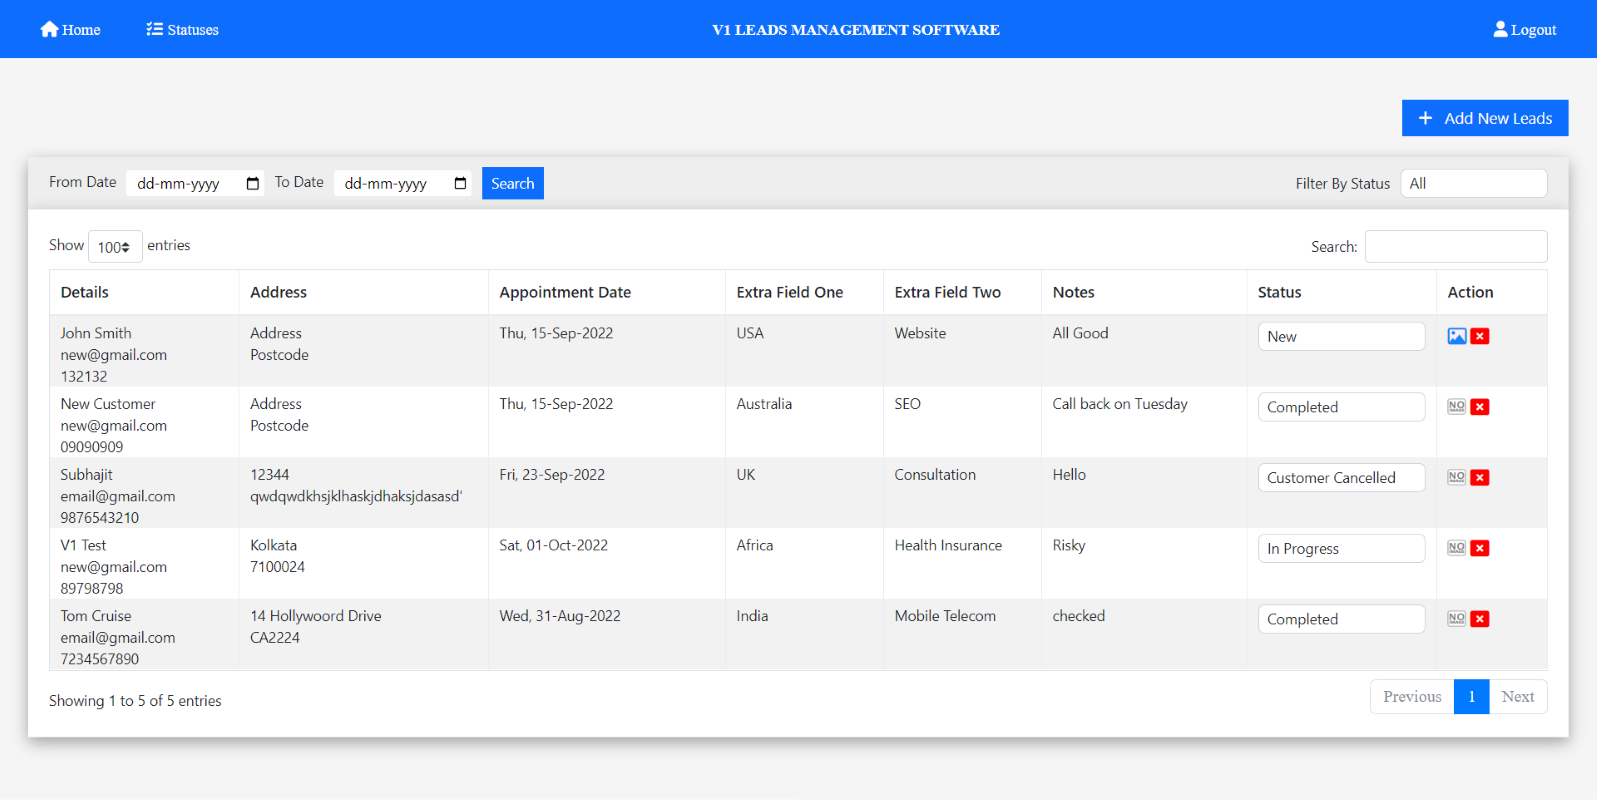 Home Statuses V1 LEADS MANAGEMENT SOFTWARE Logout
Add New Leads
From Date dd-mm-yyyy To Date dd-mm-yyyy Search Filter By Status All
Show 100 entries Search:
Details Address Appointment Date Extra Field One Extra Field Two Notes Status Action
John Smith Address Thu, 15-Sep-2022 USA Website All Good New
new@gmail.com Postcode
132132
New Customer Address Thu, 15-Sep-2022 Australia SEO Call back on Tuesday Completed NO IMAGE
new@gmail.com Postcode
09090909
Subhajit 12344 Fri, 23-Sep-2022 UK Consultation Hello Customer Cancelled NO IMAGE
email@gmail.com qwdqwdkhsjklhaskjdhaksjdasasd'
9876543210
V1 Test Kolkata Sat, 01-Oct-2022 Africa Health Insurance Risky In Progress NO IMAGE
new@gmail.com 7100024
89798798
Tom Cruise 14 Hollywoord Drive Wed, 31-Aug-2022 India Mobile Telecom checked Completed NO IMAGE
email@gmail.com CA2224
7234567890
Showing 1 to 5 of 5 entries Previous 1 Next